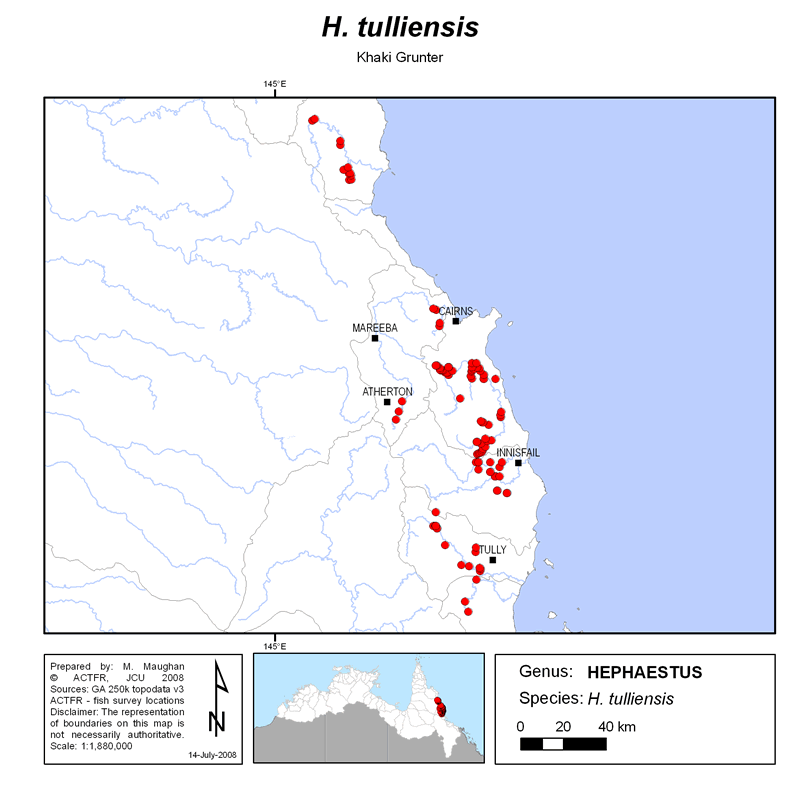 H. tulliensis
Khaki Grunter
145°E
CAIRNS
MAREEBA
ATHERTON
INNISFAIL
TULLY
145°E
Prepared by: M. Maughan
© ACTFR, JCU 2008
Sources: GA 250k topodata v3
ACTFR - fish survey locations
Disclaimer: The representation
of boundaries on this map is
not necessarily authoritative.
Scale: 1:1,880,000
N
14-July-2008
Genus: HEPHAESTUS
Species: H. tulliensis
0 20 40 km